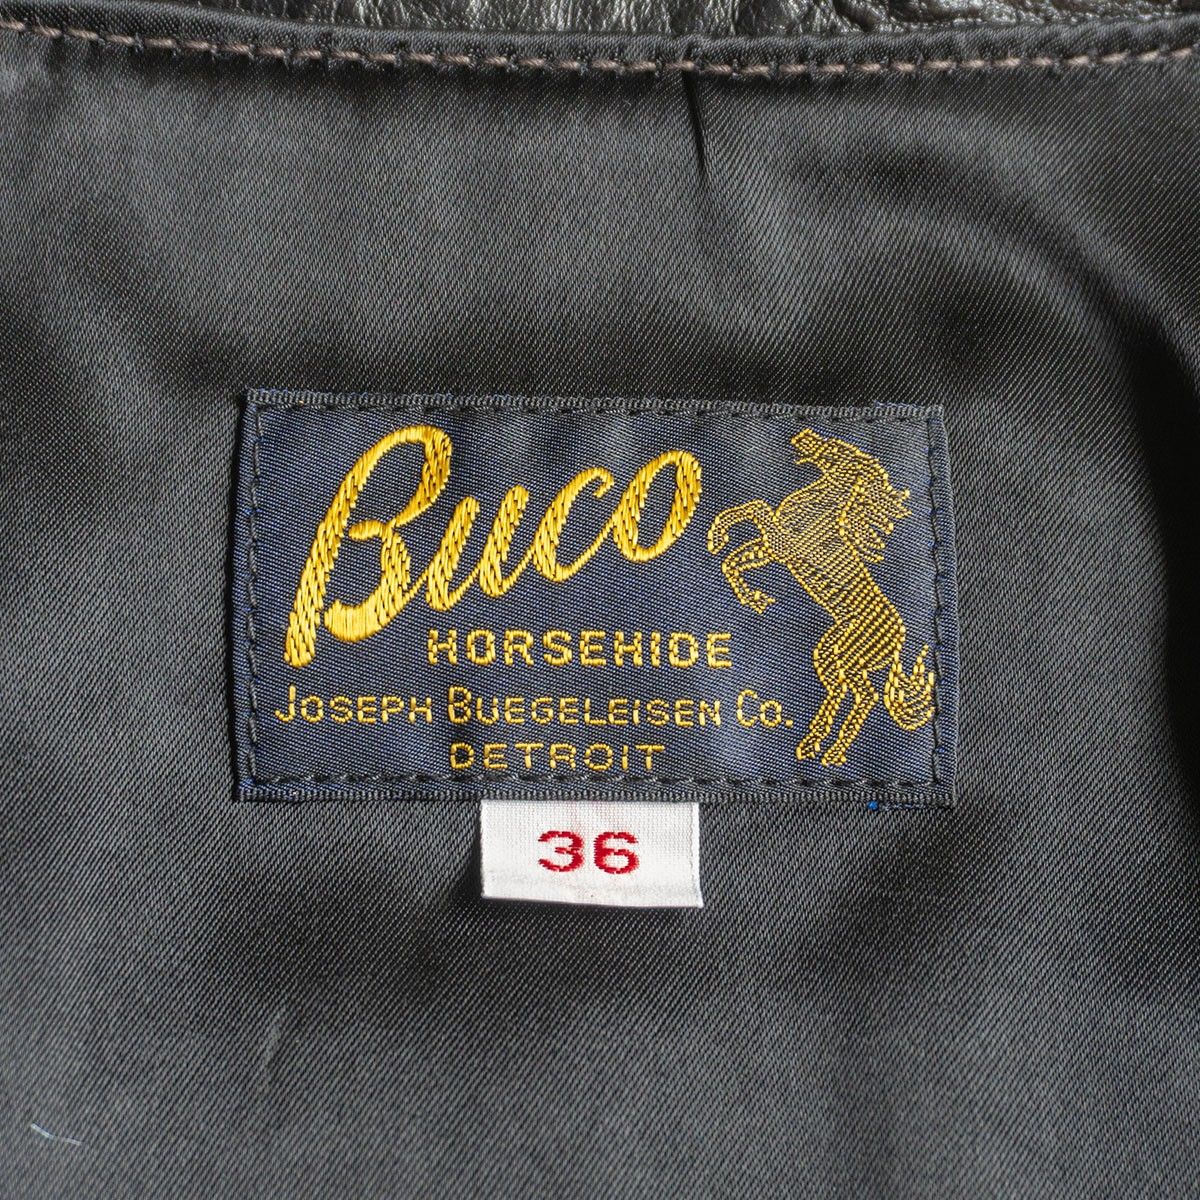 Buco
HORSEHIDE
JOSEPH BUEGELEISEN CO.
DETROIT
36